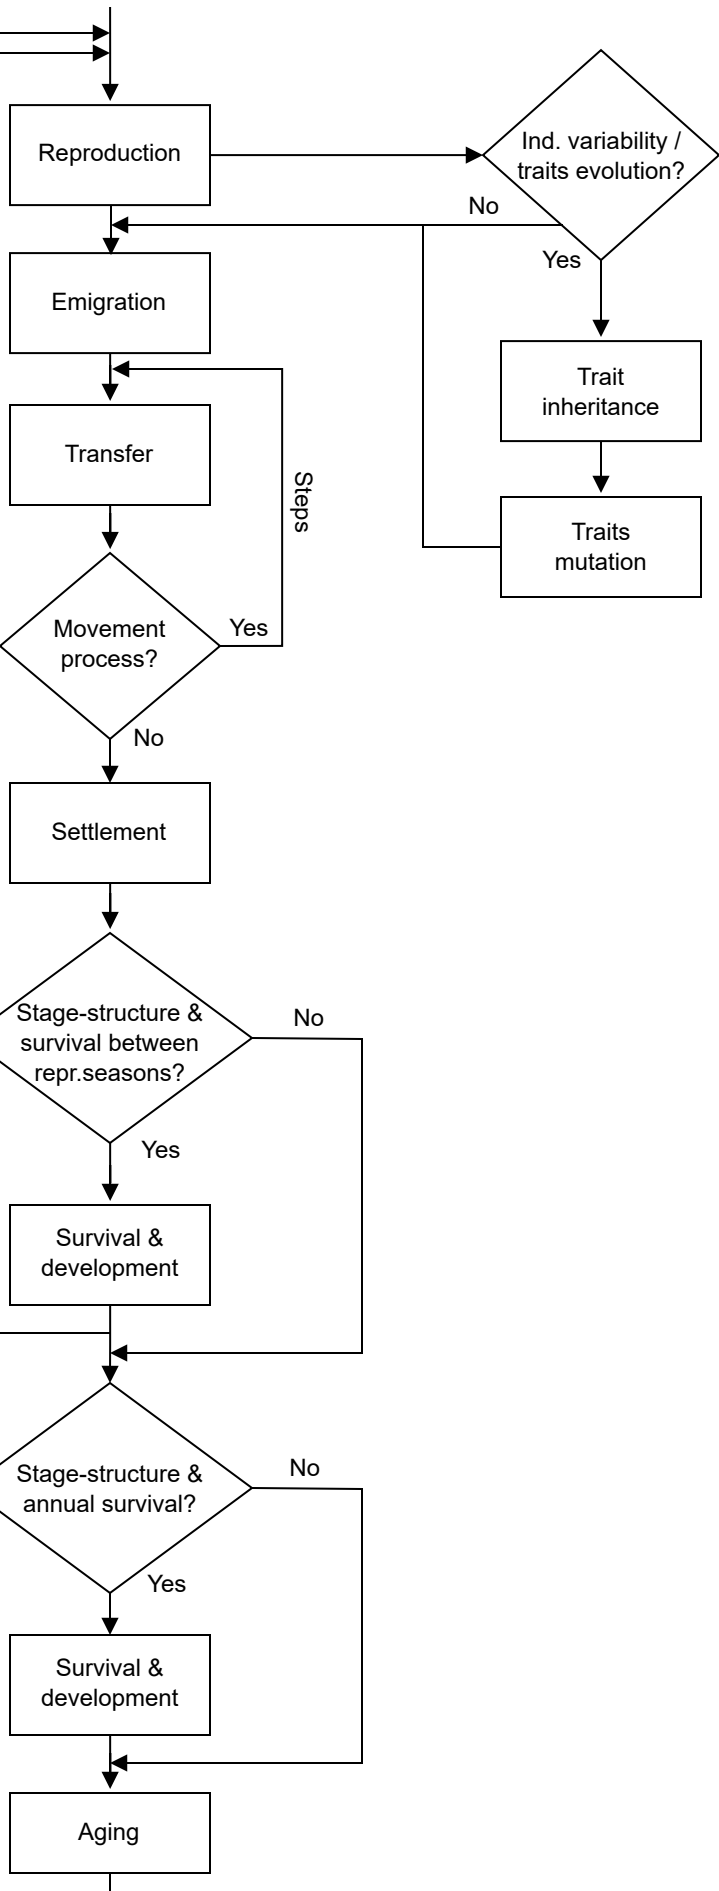 Reproduction
Ind. variability /
traits evolution?
No
Yes
Emigration
Trait
inheritance
Transfer
Steps
Traits
mutation
Movement
process?
Yes
No
Settlement
Stage-structure &
survival between
repr.seasons?
No
Yes
Survival &
development
Stage-structure &
annual survival?
No
Yes
Survival &
development
Aging